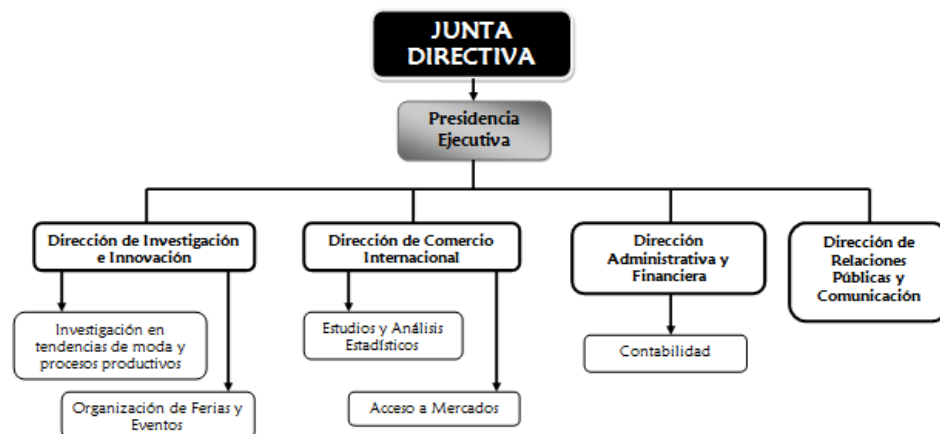 JUNTA
DIRECTIVA
Presidencia
Ejecutiva
Dirección de Investigación
e Innovación
Dirección de Comercio
Internacional
Dirección
Administrativa y
Financiera
Dirección de
Relaciones
Públicas y
Comunicación
Investigación en
tendencias de moda y
procesos productivos
Estudios y Análisis
Estadísticos
Contabilidad
Organización de Ferias y
Eventos
Acceso a Mercados